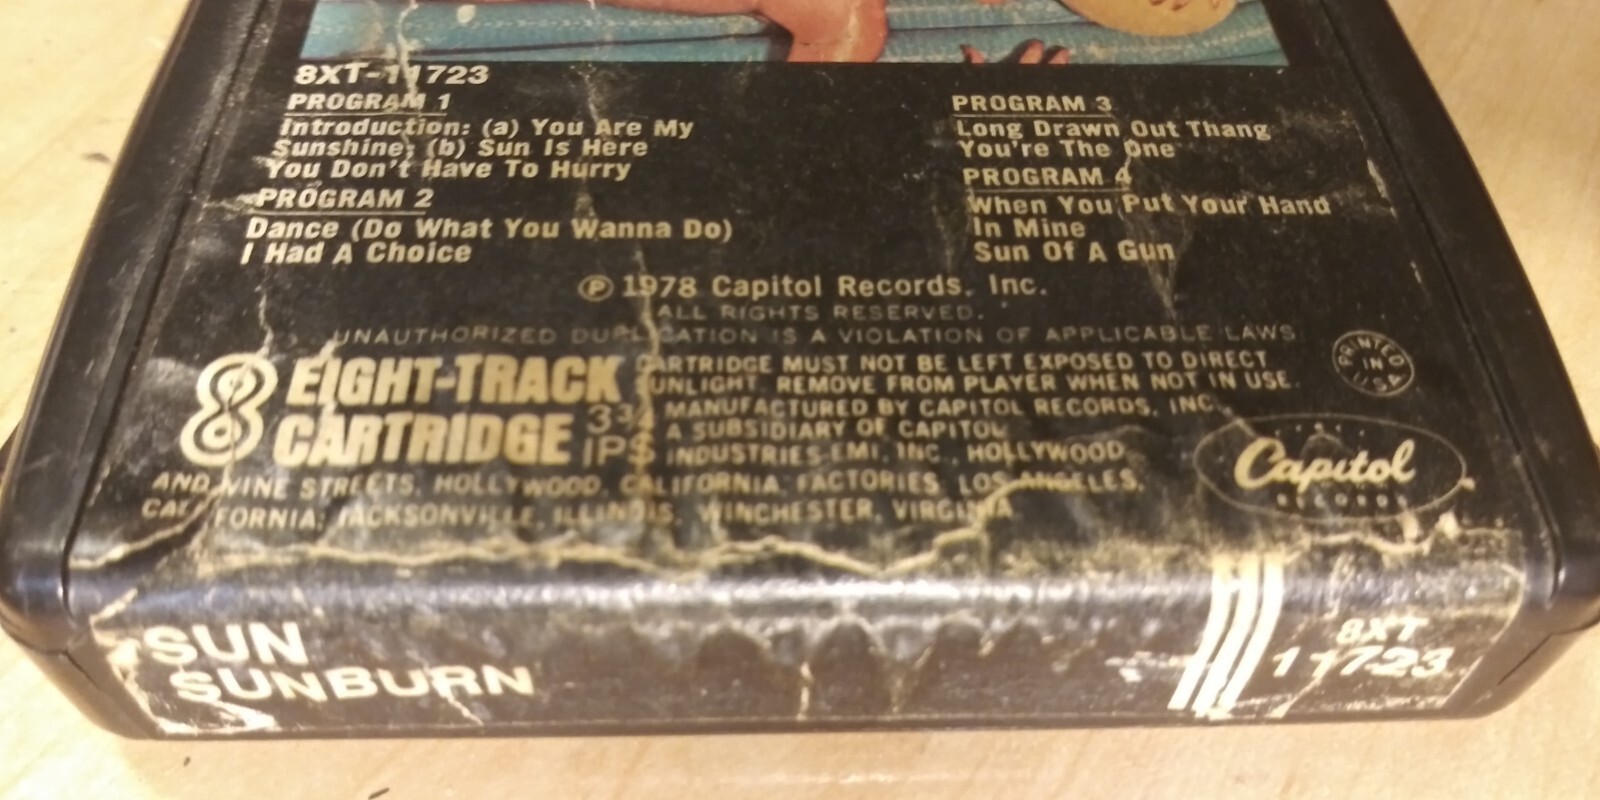 8XT-11723
PROGRAM 1
Introduction: (a) You Are My
Sunshine; (b) Sun Is Here
You Don't Have To Hurry
PROGRAM 2
Dance (Do What You Wanna Do)
I Had A Choice
PROGRAM 3
Long Drawn Out Thang
You're The One
PROGRAM 4
When You Put Your Hand
In Mine
Sun Of A Gun
℗ 1978 Capitol Records, Inc.
ALL RIGHTS RESERVED.
UNAUTHORIZED DUPLICATION IS A VIOLATION OF APPLICABLE LAWS
8 EIGHT-TRACK
CARTRIDGE 3¾
IPS
CARTRIDGE MUST NOT BE LEFT EXPOSED TO DIRECT
SUNLIGHT. REMOVE FROM PLAYER WHEN NOT IN USE.
MANUFACTURED BY CAPITOL RECORDS, INC.,
A SUBSIDIARY OF CAPITOL
INDUSTRIES-EMI, INC., HOLLYWOOD
AND VINE STREETS, HOLLYWOOD, CALIFORNIA. FACTORIES: LOS ANGELES,
CALIFORNIA; JACKSONVILLE, ILLINOIS, WINCHESTER, VIRGINIA
PRINTED
IN
USA
Capitol
RECORDS
SUN
SUNBURN
8XT
11723